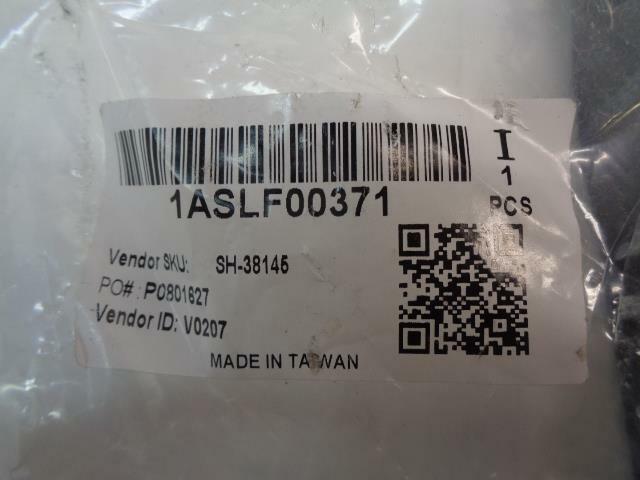 1ASLF00371
I
1
PCS
Vendor SKU: SH-38145
PO#: P0801627
Vendor ID: V0207
MADE IN TAIWAN